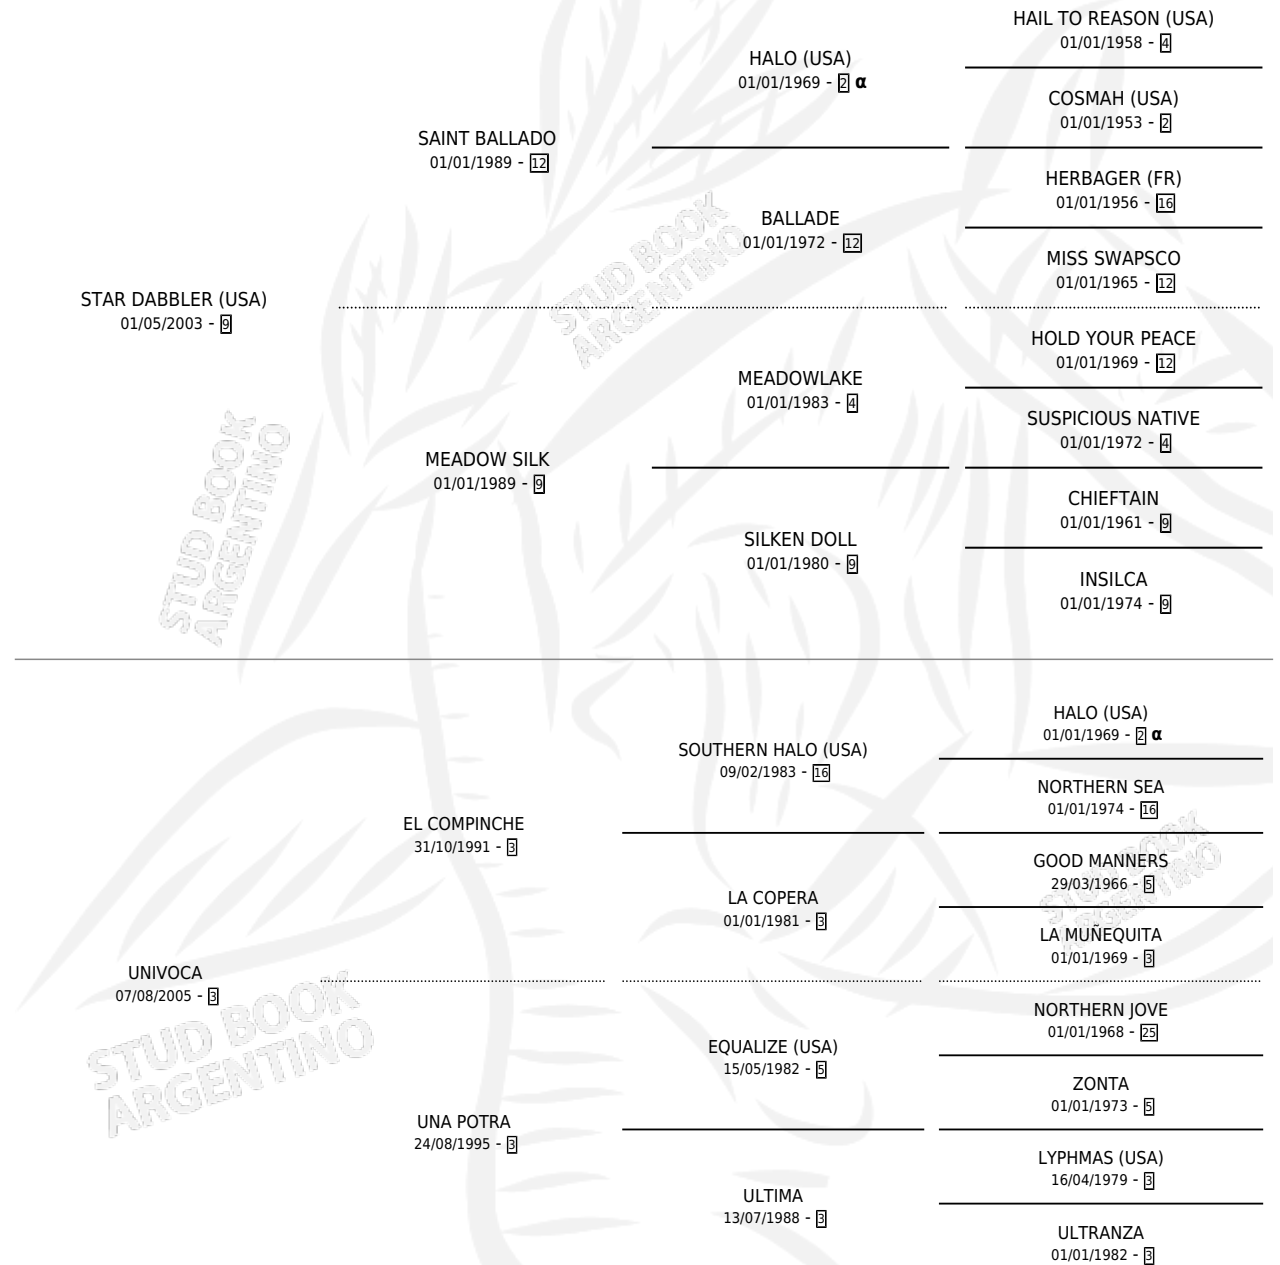 HAIL TO REASON (USA)
01/01/1958 - 4
HALO (USA)
01/01/1969 - 2 α
COSMAH (USA)
01/01/1953 - 2
SAINT BALLADO
01/01/1989 - 12
HERBAGER (FR)
01/01/1956 - 16
BALLADE
01/01/1972 - 12
MISS SWAPSCO
01/01/1965 - 12
STUD BOOK
ARGENTINO
STAR DABBLER (USA)
01/05/2003 - 9
HOLD YOUR PEACE
01/01/1969 - 12
MEADOWLAKE
01/01/1983 - 4
SUSPICIOUS NATIVE
01/01/1972 - 4
MEADOW SILK
01/01/1989 - 9
CHIEFTAIN
01/01/1961 - 9
SILKEN DOLL
01/01/1980 - 9
INSILCA
01/01/1974 - 9
STUD BOOK
ARGENTINO
HALO (USA)
01/01/1969 - 2 α
SOUTHERN HALO (USA)
09/02/1983 - 16
NORTHERN SEA
01/01/1974 - 16
EL COMPINCHE
31/10/1991 - 3
GOOD MANNERS
29/03/1966 - 5
STUD BOOK
ARGENTINO
LA COPERA
01/01/1981 - 3
LA MUÑEQUITA
01/01/1969 - 3
UNIVOCA
07/08/2005 - 3
STUD BOOK
ARGENTINO
NORTHERN JOVE
01/01/1968 - 25
EQUALIZE (USA)
15/05/1982 - 5
ZONTA
01/01/1973 - 5
UNA POTRA
24/08/1995 - 3
LYPHMAS (USA)
16/04/1979 - 3
ULTIMA
13/07/1988 - 3
ULTRANZA
01/01/1982 - 3